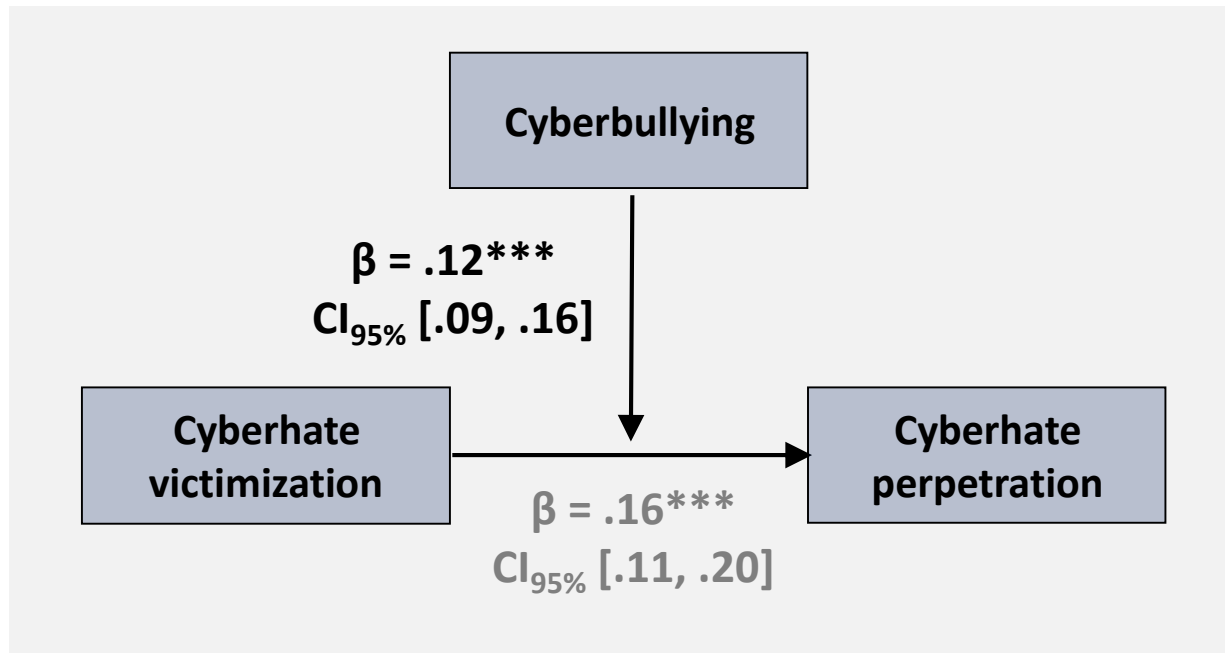 Cyberbullying
β = .12***
CI95% [.09, .16]
Cyberhate
victimization
Cyberhate
perpetration
β = .16***
CI95% [.11, .20]